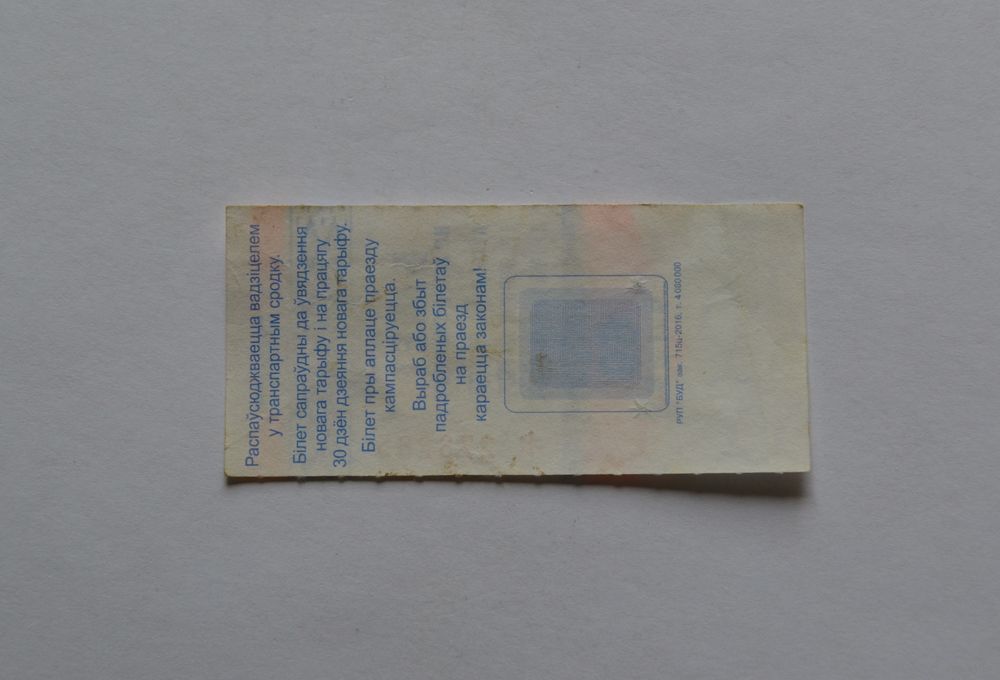 Распаўсюджваецца вадзіцелем
у транспартным сродку.
Білет сапраўдны да ўвядзення
новага тарыфу і на працягу
30 дзён дзеяння новага тарыфу.
Білет пры аплаце праезду
кампасціруецца.
Выраб або збыт
падробленых білетаў
на праезд
караецца законам!
РУП "БУД" зак. 715ц-2016. т. 4 080 000